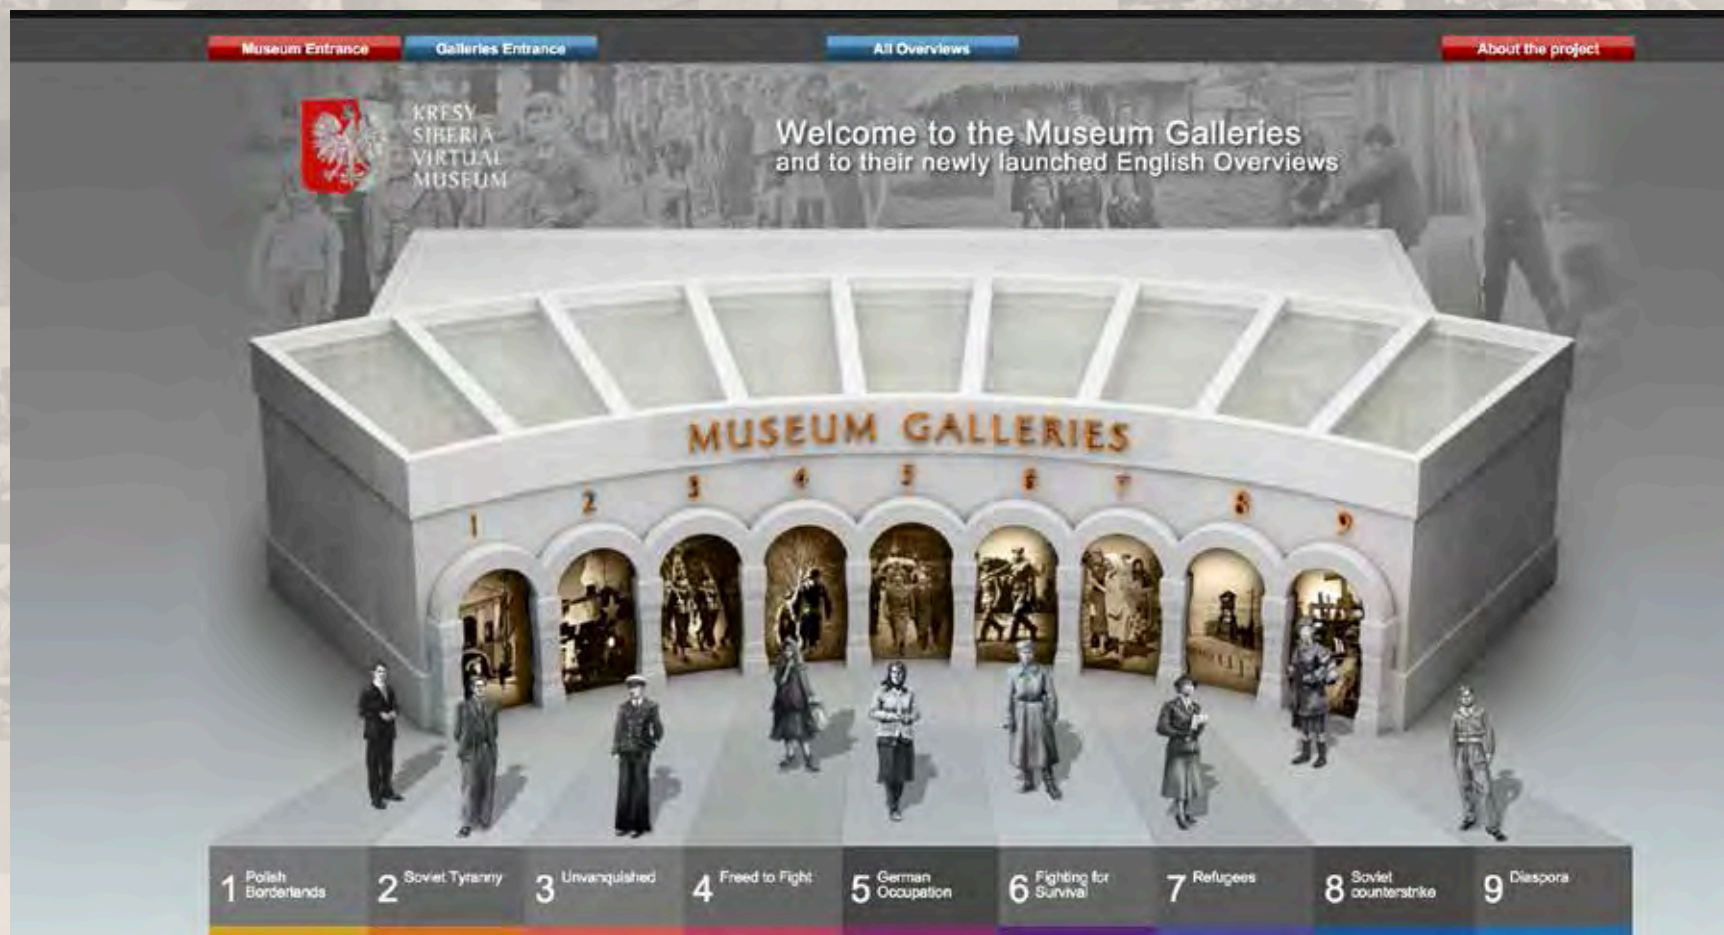 Museum Entrance
Galleries Entrance
All Overviews
About the project
KRESY
SIBERIA
VIRTUAL
MUSEUM
Welcome to the Museum Galleries
and to their newly launched English Overviews
MUSEUM GALLERIES
1
2
3
4
5
6
7
8
9
1 Polish
Borderlands
2 Soviet Tyranny
3 Unvanquished
4 Freed to Fight
5 German
Occupation
6 Fighting for
Survival
7 Refugees
8 Soviet
counterstrike
9 Diaspora